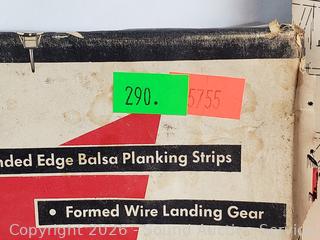 290.
5755
nded Edge Balsa Planking Strips
• Formed Wire Landing Gear